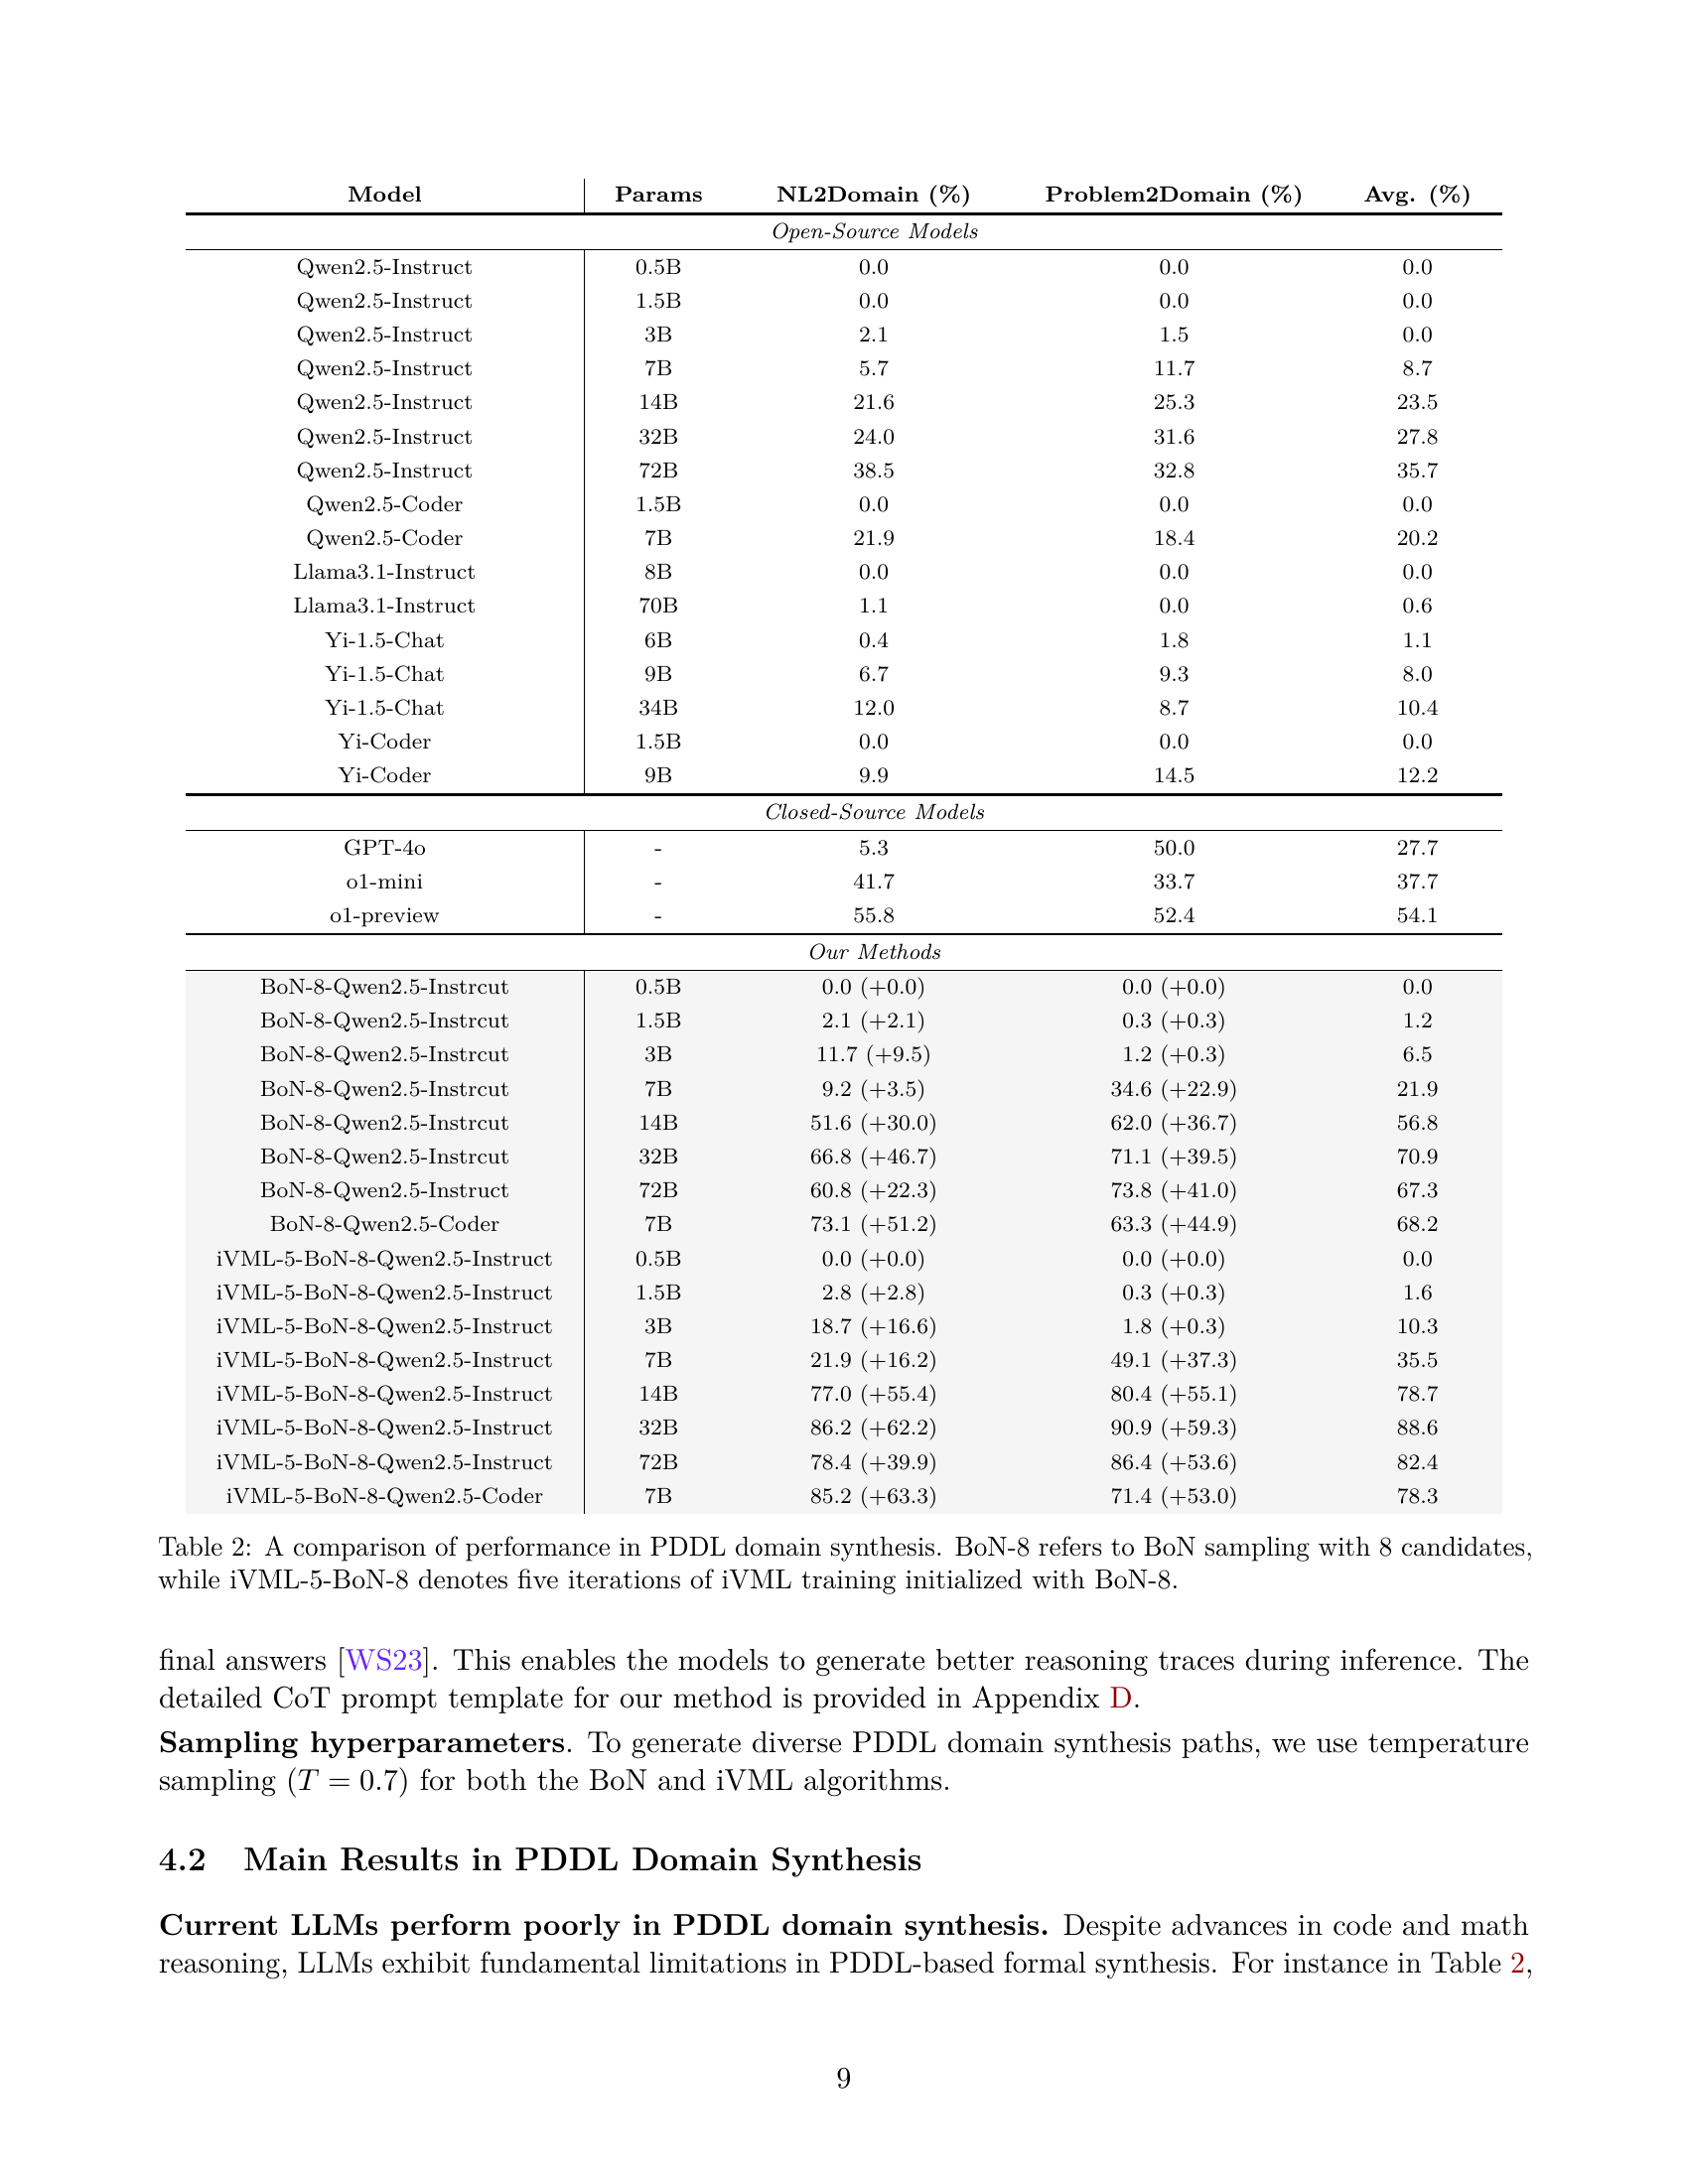 Model Params NL2Domain (%) Problem2Domain (%) Avg. (%)
Open-Source Models
Qwen2.5-Instruct 0.5B 0.0 0.0 0.0
Qwen2.5-Instruct 1.5B 0.0 0.0 0.0
Qwen2.5-Instruct 3B 2.1 1.5 0.0
Qwen2.5-Instruct 7B 5.7 11.7 8.7
Qwen2.5-Instruct 14B 21.6 25.3 23.5
Qwen2.5-Instruct 32B 24.0 31.6 27.8
Qwen2.5-Instruct 72B 38.5 32.8 35.7
Qwen2.5-Coder 1.5B 0.0 0.0 0.0
Qwen2.5-Coder 7B 21.9 18.4 20.2
Llama3.1-Instruct 8B 0.0 0.0 0.0
Llama3.1-Instruct 70B 1.1 0.0 0.6
Yi-1.5-Chat 6B 0.4 1.8 1.1
Yi-1.5-Chat 9B 6.7 9.3 8.0
Yi-1.5-Chat 34B 12.0 8.7 10.4
Yi-Coder 1.5B 0.0 0.0 0.0
Yi-Coder 9B 9.9 14.5 12.2
Closed-Source Models
GPT-4o - 5.3 50.0 27.7
o1-mini - 41.7 33.7 37.7
o1-preview - 55.8 52.4 54.1
Our Methods
BoN-8-Qwen2.5-Instrcut 0.5B 0.0 (+0.0) 0.0 (+0.0) 0.0
BoN-8-Qwen2.5-Instrcut 1.5B 2.1 (+2.1) 0.3 (+0.3) 1.2
BoN-8-Qwen2.5-Instrcut 3B 11.7 (+9.5) 1.2 (+0.3) 6.5
BoN-8-Qwen2.5-Instrcut 7B 9.2 (+3.5) 34.6 (+22.9) 21.9
BoN-8-Qwen2.5-Instrcut 14B 51.6 (+30.0) 62.0 (+36.7) 56.8
BoN-8-Qwen2.5-Instrcut 32B 66.8 (+46.7) 71.1 (+39.5) 70.9
BoN-8-Qwen2.5-Instruct 72B 60.8 (+22.3) 73.8 (+41.0) 67.3
BoN-8-Qwen2.5-Coder 7B 73.1 (+51.2) 63.3 (+44.9) 68.2
iVML-5-BoN-8-Qwen2.5-Instruct 0.5B 0.0 (+0.0) 0.0 (+0.0) 0.0
iVML-5-BoN-8-Qwen2.5-Instruct 1.5B 2.8 (+2.8) 0.3 (+0.3) 1.6
iVML-5-BoN-8-Qwen2.5-Instruct 3B 18.7 (+16.6) 1.8 (+0.3) 10.3
iVML-5-BoN-8-Qwen2.5-Instruct 7B 21.9 (+16.2) 49.1 (+37.3) 35.5
iVML-5-BoN-8-Qwen2.5-Instruct 14B 77.0 (+55.4) 80.4 (+55.1) 78.7
iVML-5-BoN-8-Qwen2.5-Instruct 32B 86.2 (+62.2) 90.9 (+59.3) 88.6
iVML-5-BoN-8-Qwen2.5-Instruct 72B 78.4 (+39.9) 86.4 (+53.6) 82.4
iVML-5-BoN-8-Qwen2.5-Coder 7B 85.2 (+63.3) 71.4 (+53.0) 78.3
Table 2: A comparison of performance in PDDL domain synthesis. BoN-8 refers to BoN sampling with 8 candidates,
while iVML-5-BoN-8 denotes five iterations of iVML training initialized with BoN-8.
final answers [WS23]. This enables the models to generate better reasoning traces during inference. The
detailed CoT prompt template for our method is provided in Appendix D.
Sampling hyperparameters. To generate diverse PDDL domain synthesis paths, we use temperature
sampling (T = 0.7) for both the BoN and iVML algorithms.
4.2 Main Results in PDDL Domain Synthesis
Current LLMs perform poorly in PDDL domain synthesis. Despite advances in code and math
reasoning, LLMs exhibit fundamental limitations in PDDL-based formal synthesis. For instance in Table 2,
9